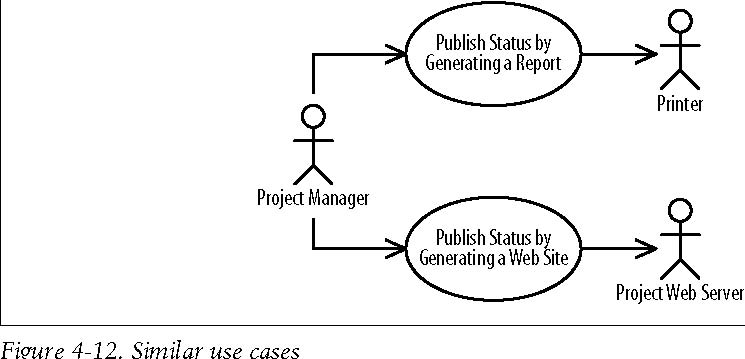 Publish Status by
Generating a Report
Printer
Project Manager
Publish Status by
Generating a Web Site
Project Web Server
Figure 4-12. Similar use cases